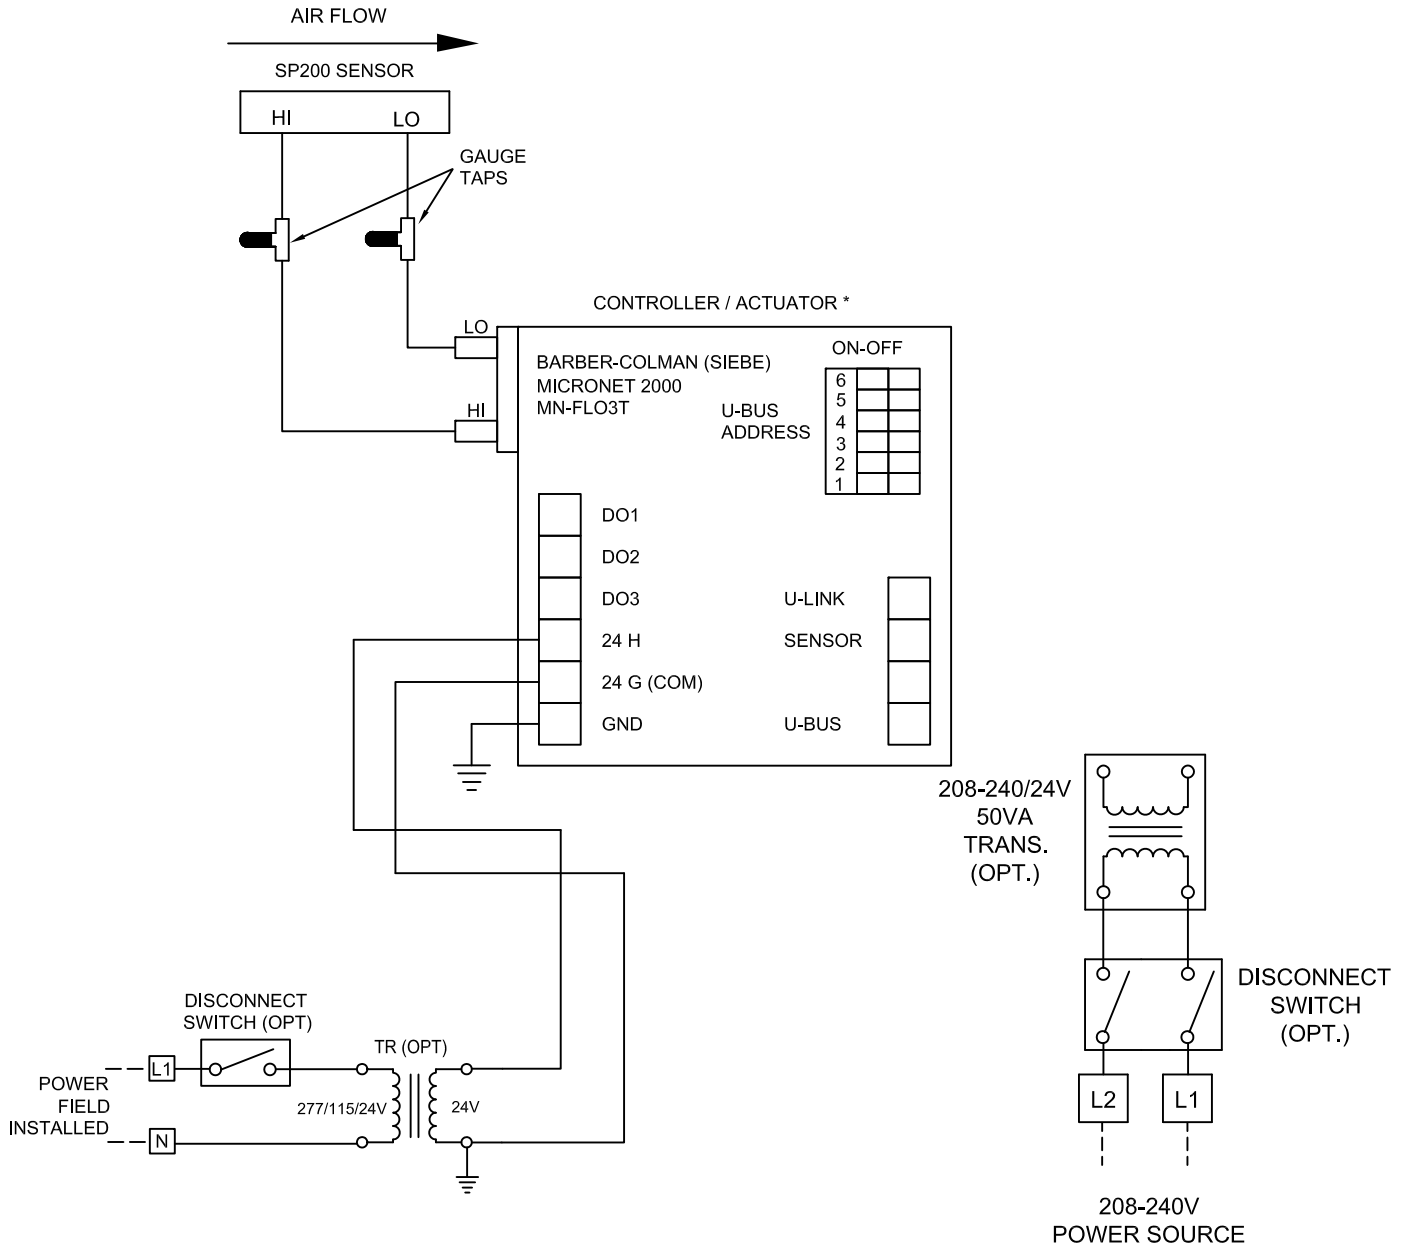 AIR FLOW
SP200 SENSOR
HI
LO
GAUGE
TAPS
CONTROLLER / ACTUATOR *
LO
HI
BARBER-COLMAN (SIEBE)
MICRONET 2000
MN-FLO3T
ON-OFF
U-BUS
ADDRESS
6
5
4
3
2
1
DO1
DO2
DO3
24 H
24 G (COM)
GND
U-LINK
SENSOR
U-BUS
208-240/24V
50VA
TRANS.
(OPT.)
DISCONNECT
SWITCH
(OPT.)
L2
L1
208-240V
POWER SOURCE
DISCONNECT
SWITCH (OPT)
TR (OPT)
L1
POWER
FIELD
INSTALLED
N
277/115/24V
24V